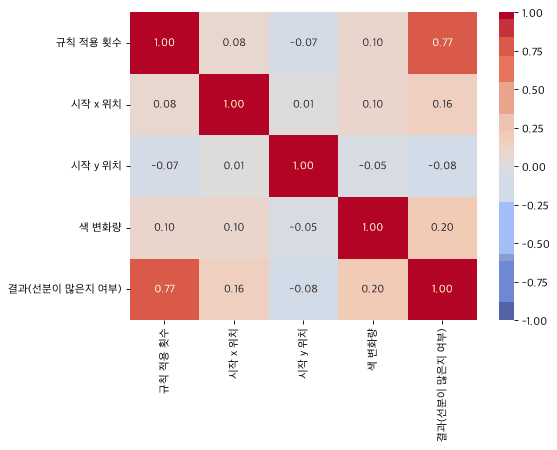 규칙 적용 횟수
1.00 0.08 -0.07 0.10 0.77
시작 x 위치
0.08 1.00 0.01 0.10 0.16
시작 y 위치
-0.07 0.01 1.00 -0.05 -0.08
색 변화량
0.10 0.10 -0.05 1.00 0.20
결과(선분이 많은지 여부)
0.77 0.16 -0.08 0.20 1.00
규칙 적용 횟수
시작 x 위치
시작 y 위치
색 변화량
결과(선분이 많은지 여부)
1.00
0.75
0.50
0.25
0.00
-0.25
-0.50
-0.75
-1.00